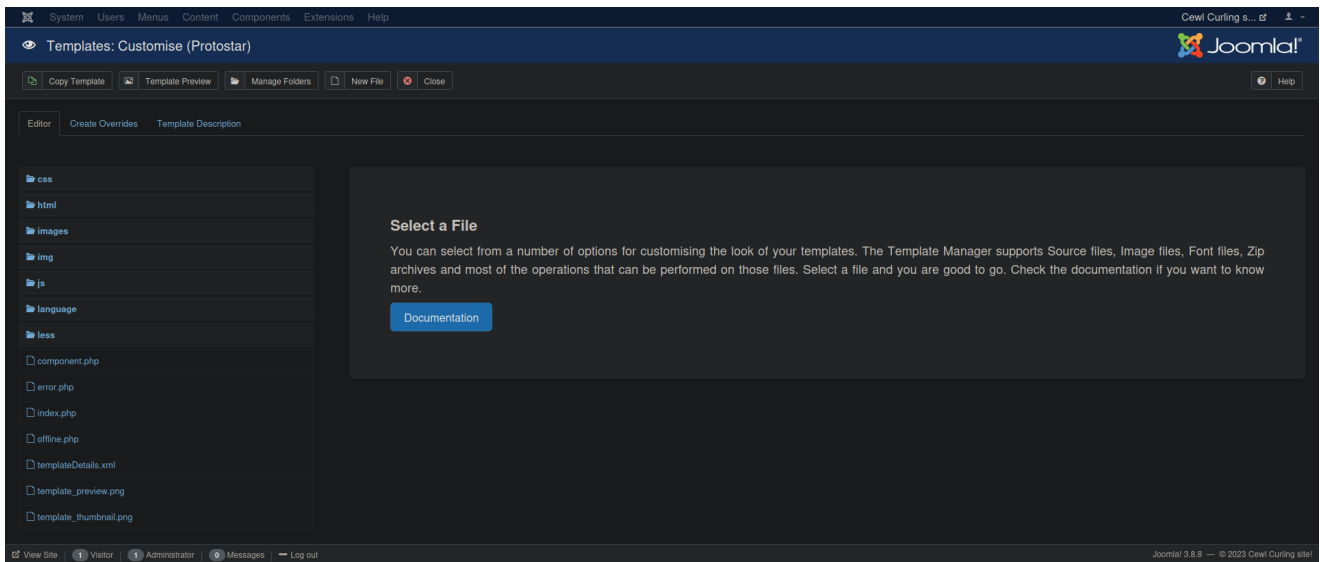 System Users Menus Content Components Extensions Help Cewl Curling s...
Templates: Customise (Protostar) Joomla!®
Copy Template Template Preview Manage Folders New File Close Help
Editor Create Overrides Template Description
css
html
images
img
js
language
less
component.php
error.php
index.php
offline.php
templateDetails.xml
template_preview.png
template_thumbnail.png
Select a File
You can select from a number of options for customising the look of your templates. The Template Manager supports Source files, Image files, Font files, Zip
archives and most of the operations that can be performed on those files. Select a file and you are good to go. Check the documentation if you want to know
more.
Documentation
View Site 1 Visitor 1 Administrator 0 Messages Log out Joomla! 3.8.8 — © 2023 Cewl Curling site!